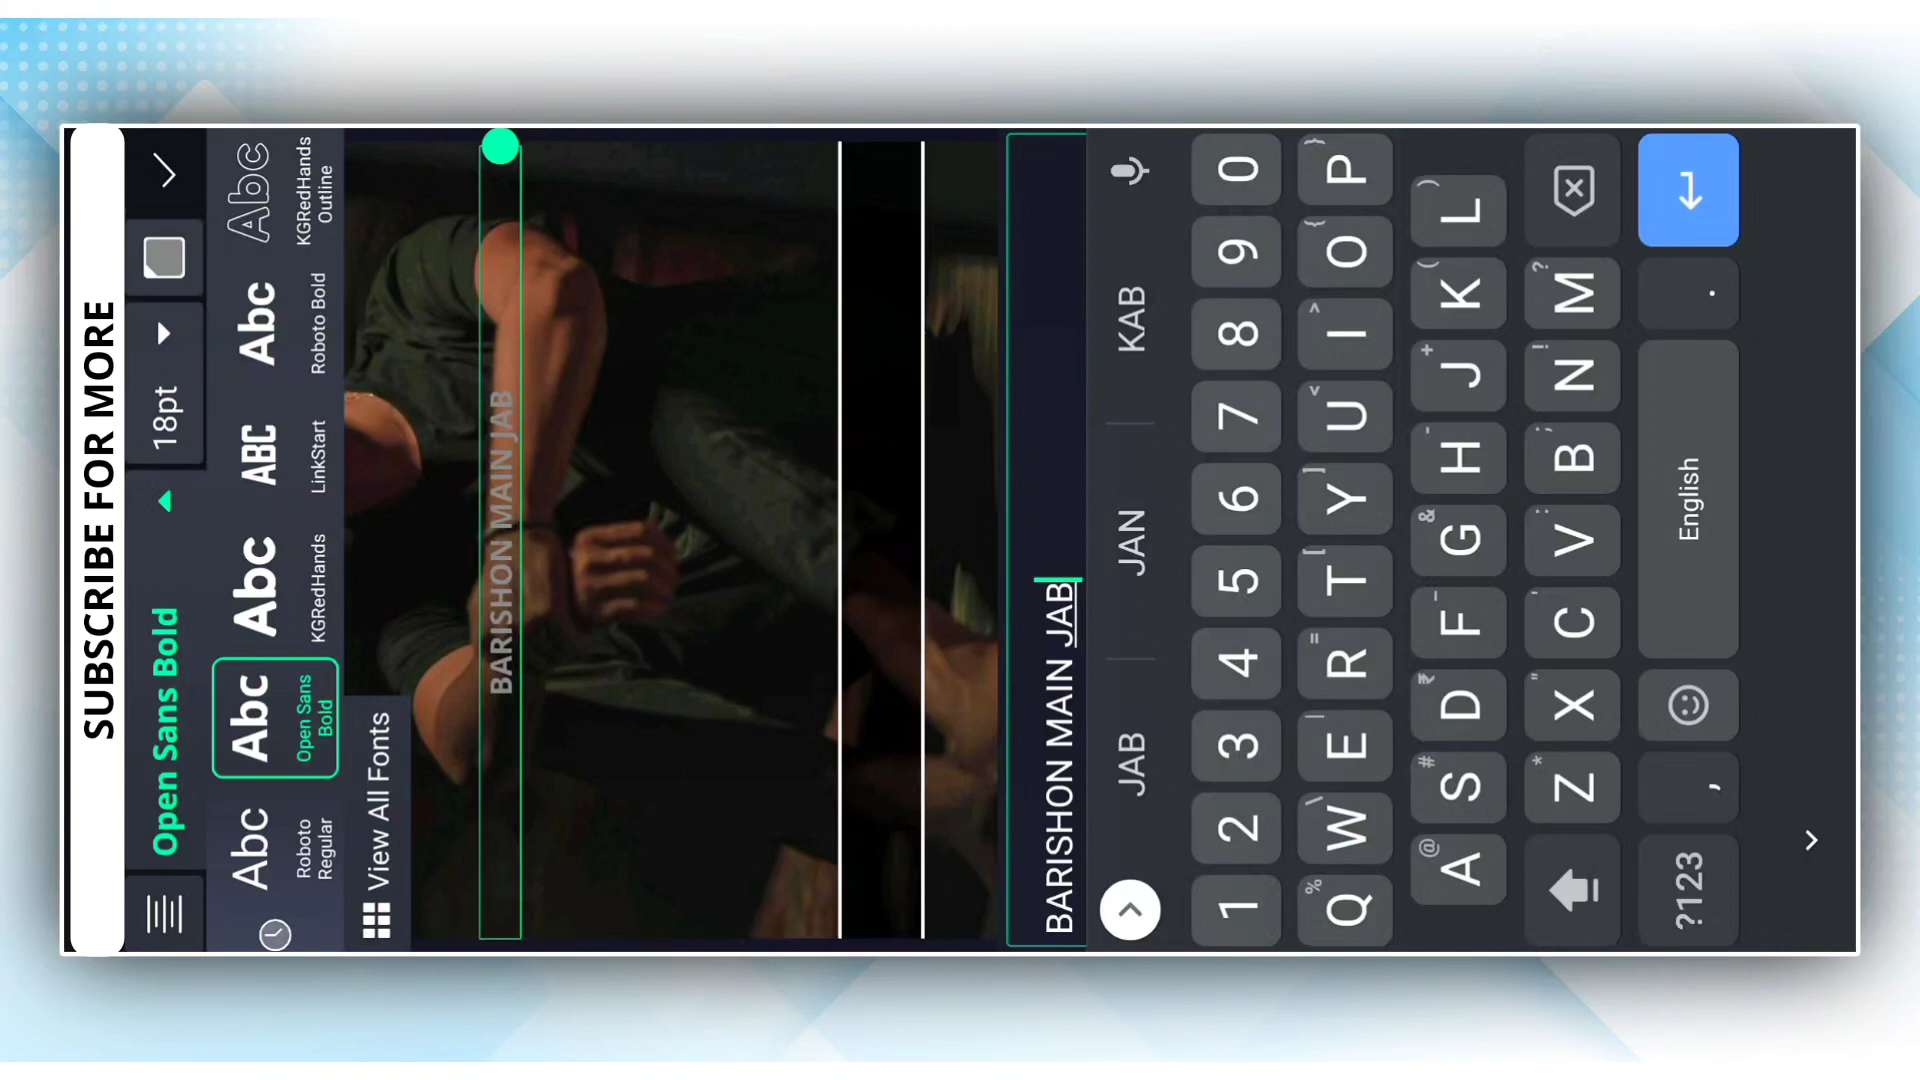 SUBSCRIBE FOR MORE
Open Sans Bold
18pt
Abc
Roboto
Regular
Abc
Open Sans
Bold
Abc
KGRedHands
ABC
LinkStart
Abc
Roboto Bold
Abc
KGRedHands
Outline
View All Fonts
BARISHON MAIN JAB
BARISHON MAIN JAB
JAB JAN KAB
1 2 3 4 5 6 7 8 9 0
% \ | = [ ] < > { }
Q W E R T Y U I O P
@ # ₹ _ & - + ( )
A S D F G H J K L
* " ' : ; ! ?
Z X C V B N M
?123 , English .